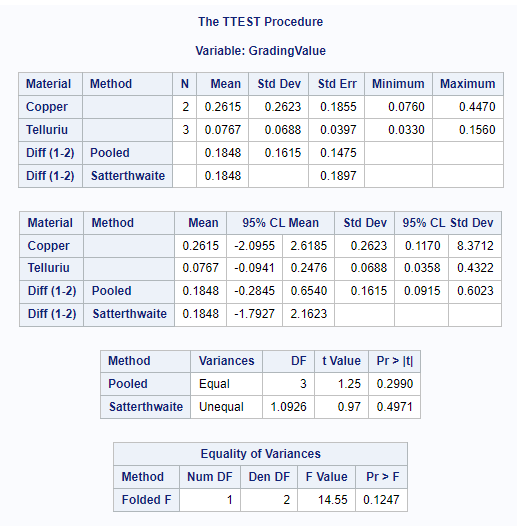 The TTEST Procedure
Variable: GradingValue
Material Method N Mean Std Dev Std Err Minimum Maximum
Copper 2 0.2615 0.2623 0.1855 0.0760 0.4470
Telluriu 3 0.0767 0.0688 0.0397 0.0330 0.1560
Diff (1-2) Pooled 0.1848 0.1615 0.1475
Diff (1-2) Satterthwaite 0.1848 0.1897
Material Method Mean 95% CL Mean Std Dev 95% CL Std Dev
Copper 0.2615 -2.0955 2.6185 0.2623 0.1170 8.3712
Telluriu 0.0767 -0.0941 0.2476 0.0688 0.0358 0.4322
Diff (1-2) Pooled 0.1848 -0.2845 0.6540 0.1615 0.0915 0.6023
Diff (1-2) Satterthwaite 0.1848 -1.7927 2.1623
Method Variances DF t Value Pr > |t|
Pooled Equal 3 1.25 0.2990
Satterthwaite Unequal 1.0926 0.97 0.4971
Equality of Variances
Method Num DF Den DF F Value Pr > F
Folded F 1 2 14.55 0.1247